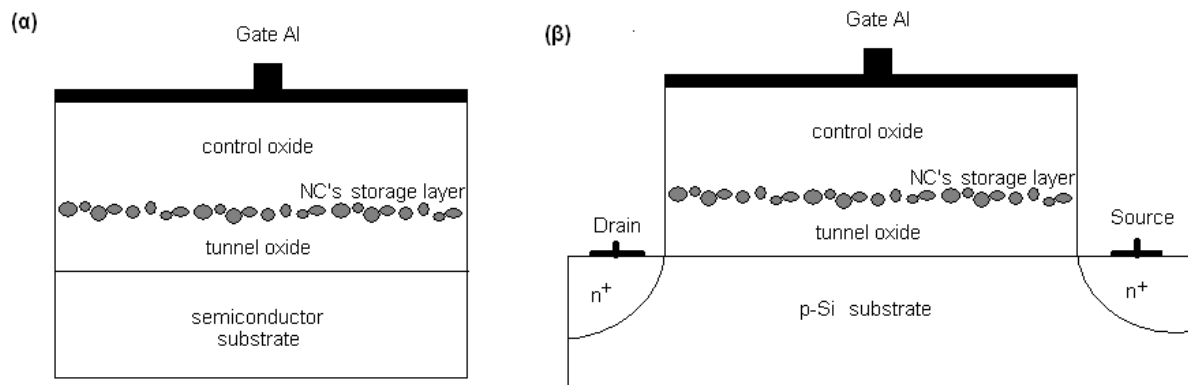 (α)
Gate Al
control oxide
NC's storage layer
tunnel oxide
semiconductor
substrate
(β)
Gate Al
control oxide
NC's storage layer
Drain
tunnel oxide
Source
n+
p-Si substrate
n+